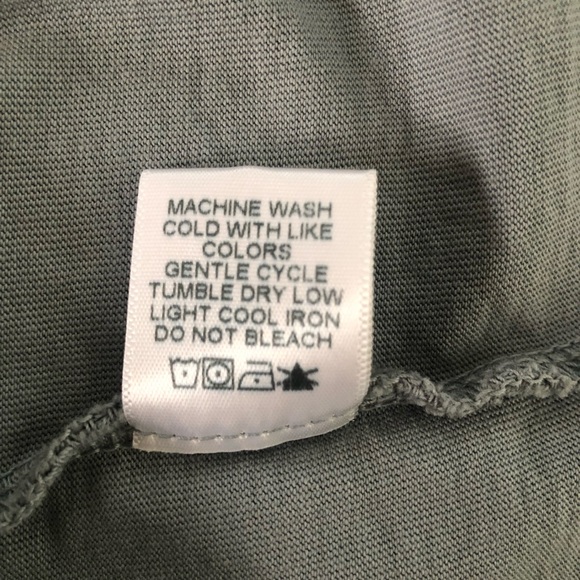 MACHINE WASH
COLD WITH LIKE
COLORS
GENTLE CYCLE
TUMBLE DRY LOW
LIGHT COOL IRON
DO NOT BLEACH